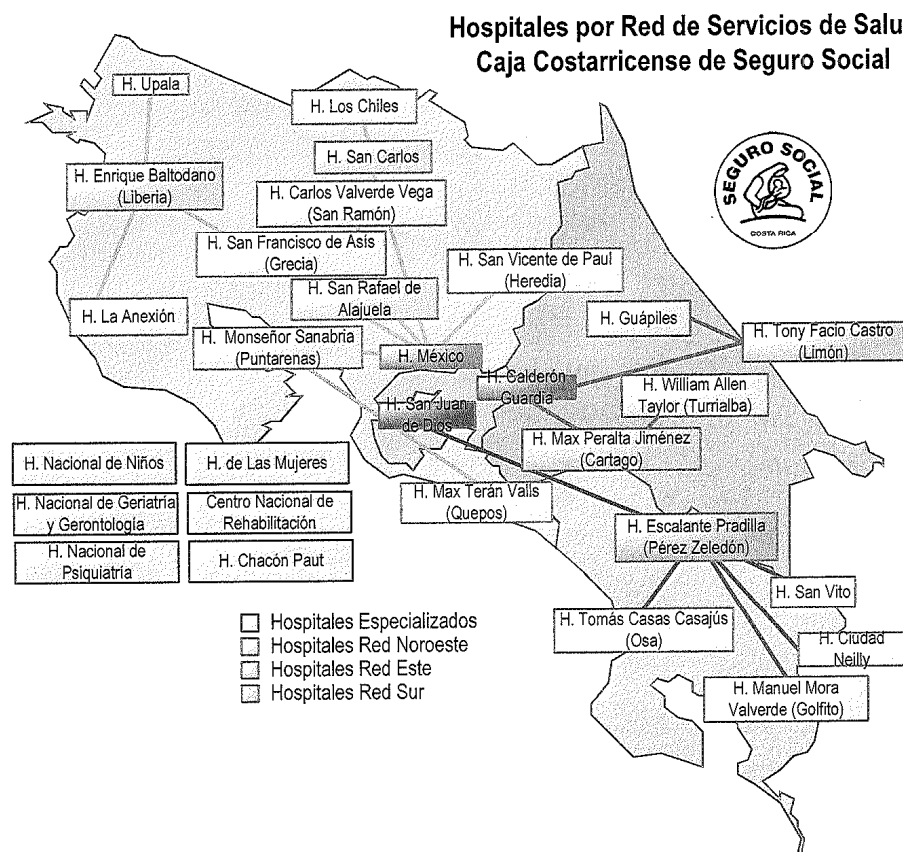 Hospitales por Red de Servicios de Salu
Caja Costarricense de Seguro Social
H. Upala
H. Los Chiles
H. San Carlos
H. Enrique Baltodano
(Liberia)
H. Carlos Valverde Vega
(San Ramón)
SEGURO SOCIAL
COSTA RICA
H. San Francisco de Asís
(Grecia)
H. San Vicente de Paul
(Heredia)
H. San Rafael de
Alajuela
H. La Anexión
H. Guápiles
H. Monseñor Sanabria
(Puntarenas)
H. Tony Facio Castro
(Limón)
H. México
H. Calderón
Guardia
H. William Allen
Taylor (Turrialba)
H. San Juan
de Dios
H. Max Peralta Jiménez
(Cartago)
H. Nacional de Niños
H. de Las Mujeres
H. Max Terán Valls
(Quepos)
H. Nacional de Geriatría
y Gerontología
Centro Nacional de
Rehabilitación
H. Escalante Pradilla
(Pérez Zeledón)
H. Nacional de
Psiquiatría
H. Chacón Paut
H. San Vito
H. Tomás Casas Casajús
(Osa)
H. Ciudad
Neilly
H. Manuel Mora
Valverde (Golfito)
Hospitales Especializados
Hospitales Red Noroeste
Hospitales Red Este
Hospitales Red Sur